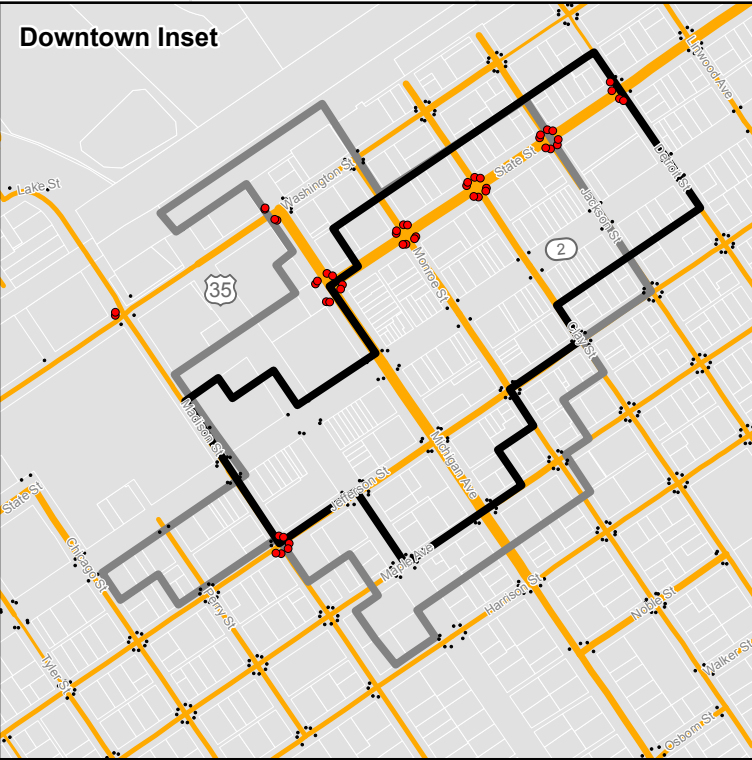 Downtown Inset
Linwood Ave
Detroit St
State St
Washington St
Lake St
Jackson St
2
Monroe St
35
Clay St
Madison St
Michigan Ave
Jefferson St
State St
Maple Ave
Chicago St
Harrison St
Perry St
Noble St
Walker St
Tyler St
Osborn St